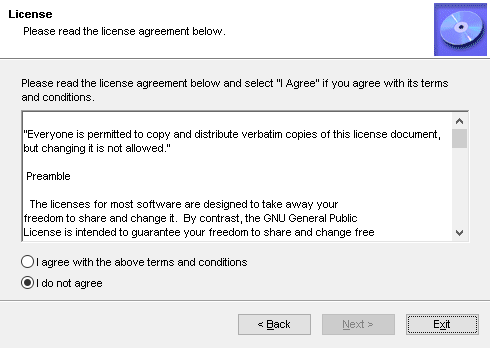 License
Please read the license agreement below.
Please read the license agreement below and select "I Agree" if you agree with its terms
and conditions.
"Everyone is permitted to copy and distribute verbatim copies of this license document,
but changing it is not allowed."
Preamble
The licenses for most software are designed to take away your
freedom to share and change it.  By contrast, the GNU General Public
License is intended to guarantee your freedom to share and change free
I agree with the above terms and conditions
I do not agree
< Back
Next >
Exit